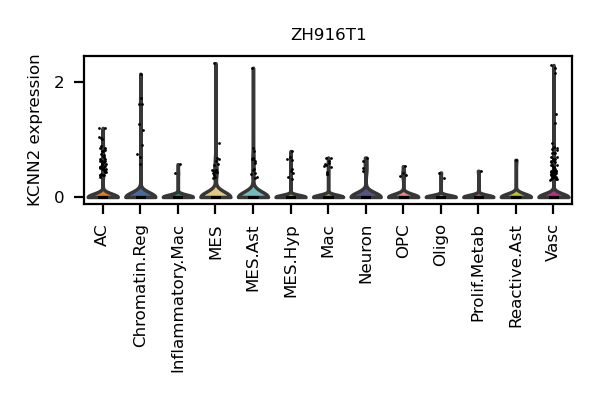 ZH916T1
KCNN2 expression
2
0
AC
Chromatin.Reg
Inflammatory.Mac
MES
MES.Ast
MES.Hyp
Mac
Neuron
OPC
Oligo
Prolif.Metab
Reactive.Ast
Vasc